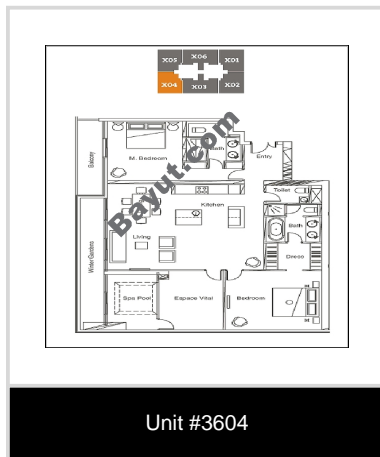 X05 X06 X01
X04 X03 X02
Balcony
M. Bedroom
Bath
Entry
Toilet
Kitchen
Bath
Living
Winter Gardens
Dress
Spa Pool
Espace Vital
Bedroom
Bayut.com
Unit #3604